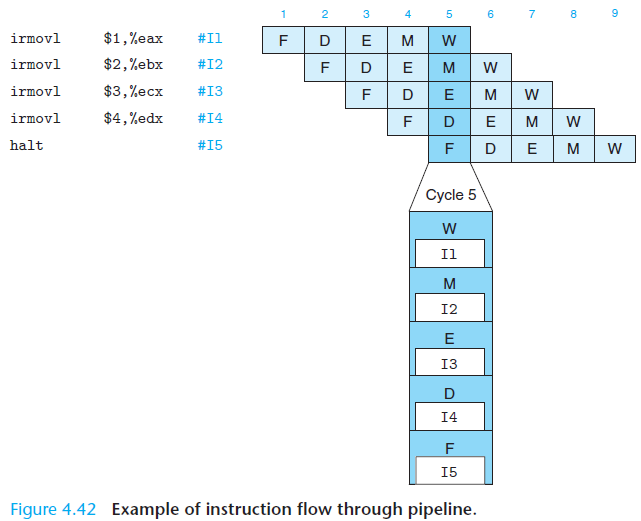 1 2 3 4 5 6 7 8 9
irmovl $1,%eax #I1 F D E M W
irmovl $2,%ebx #I2 F D E M W
irmovl $3,%ecx #I3 F D E M W
irmovl $4,%edx #I4 F D E M W
halt #I5 F D E M W
Cycle 5
W
I1
M
I2
E
I3
D
I4
F
I5
Figure 4.42 Example of instruction flow through pipeline.